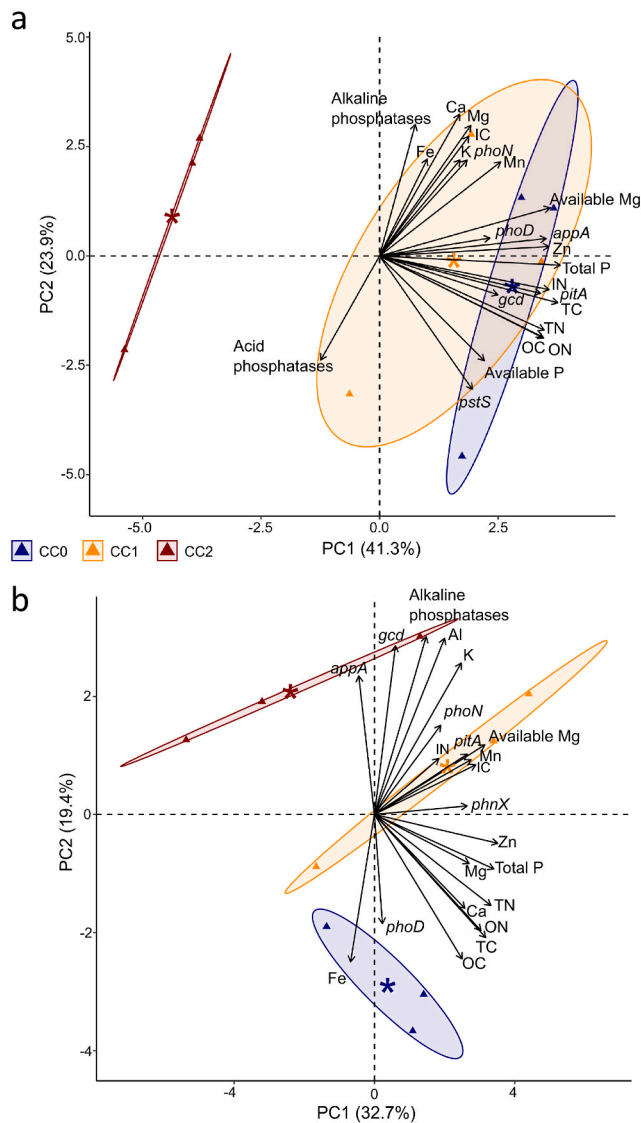 a
5.0
2.5
0.0
-2.5
-5.0
PC2 (23.9%)
Alkaline
phosphatases
Ca
Mg
IC
Fe
K
phoN
Mn
Available Mg
phoD
appA
Zn
Total P
IN
pitA
gcd
TC
TN
OC
ON
Acid
phosphatases
Available P
pstS
-5.0
-2.5
0.0
2.5
PC1 (41.3%)
CC0
CC1
CC2
b
Alkaline
phosphatases
gcd
Al
appA
K
2
phoN
pitA
Available Mg
IN
Mn
IC
phnX
0
PC2 (19.4%)
Zn
Mg
Total P
Ca
TN
phoD
ON
-2
TC
Fe
OC
-4
-4
0
4
PC1 (32.7%)